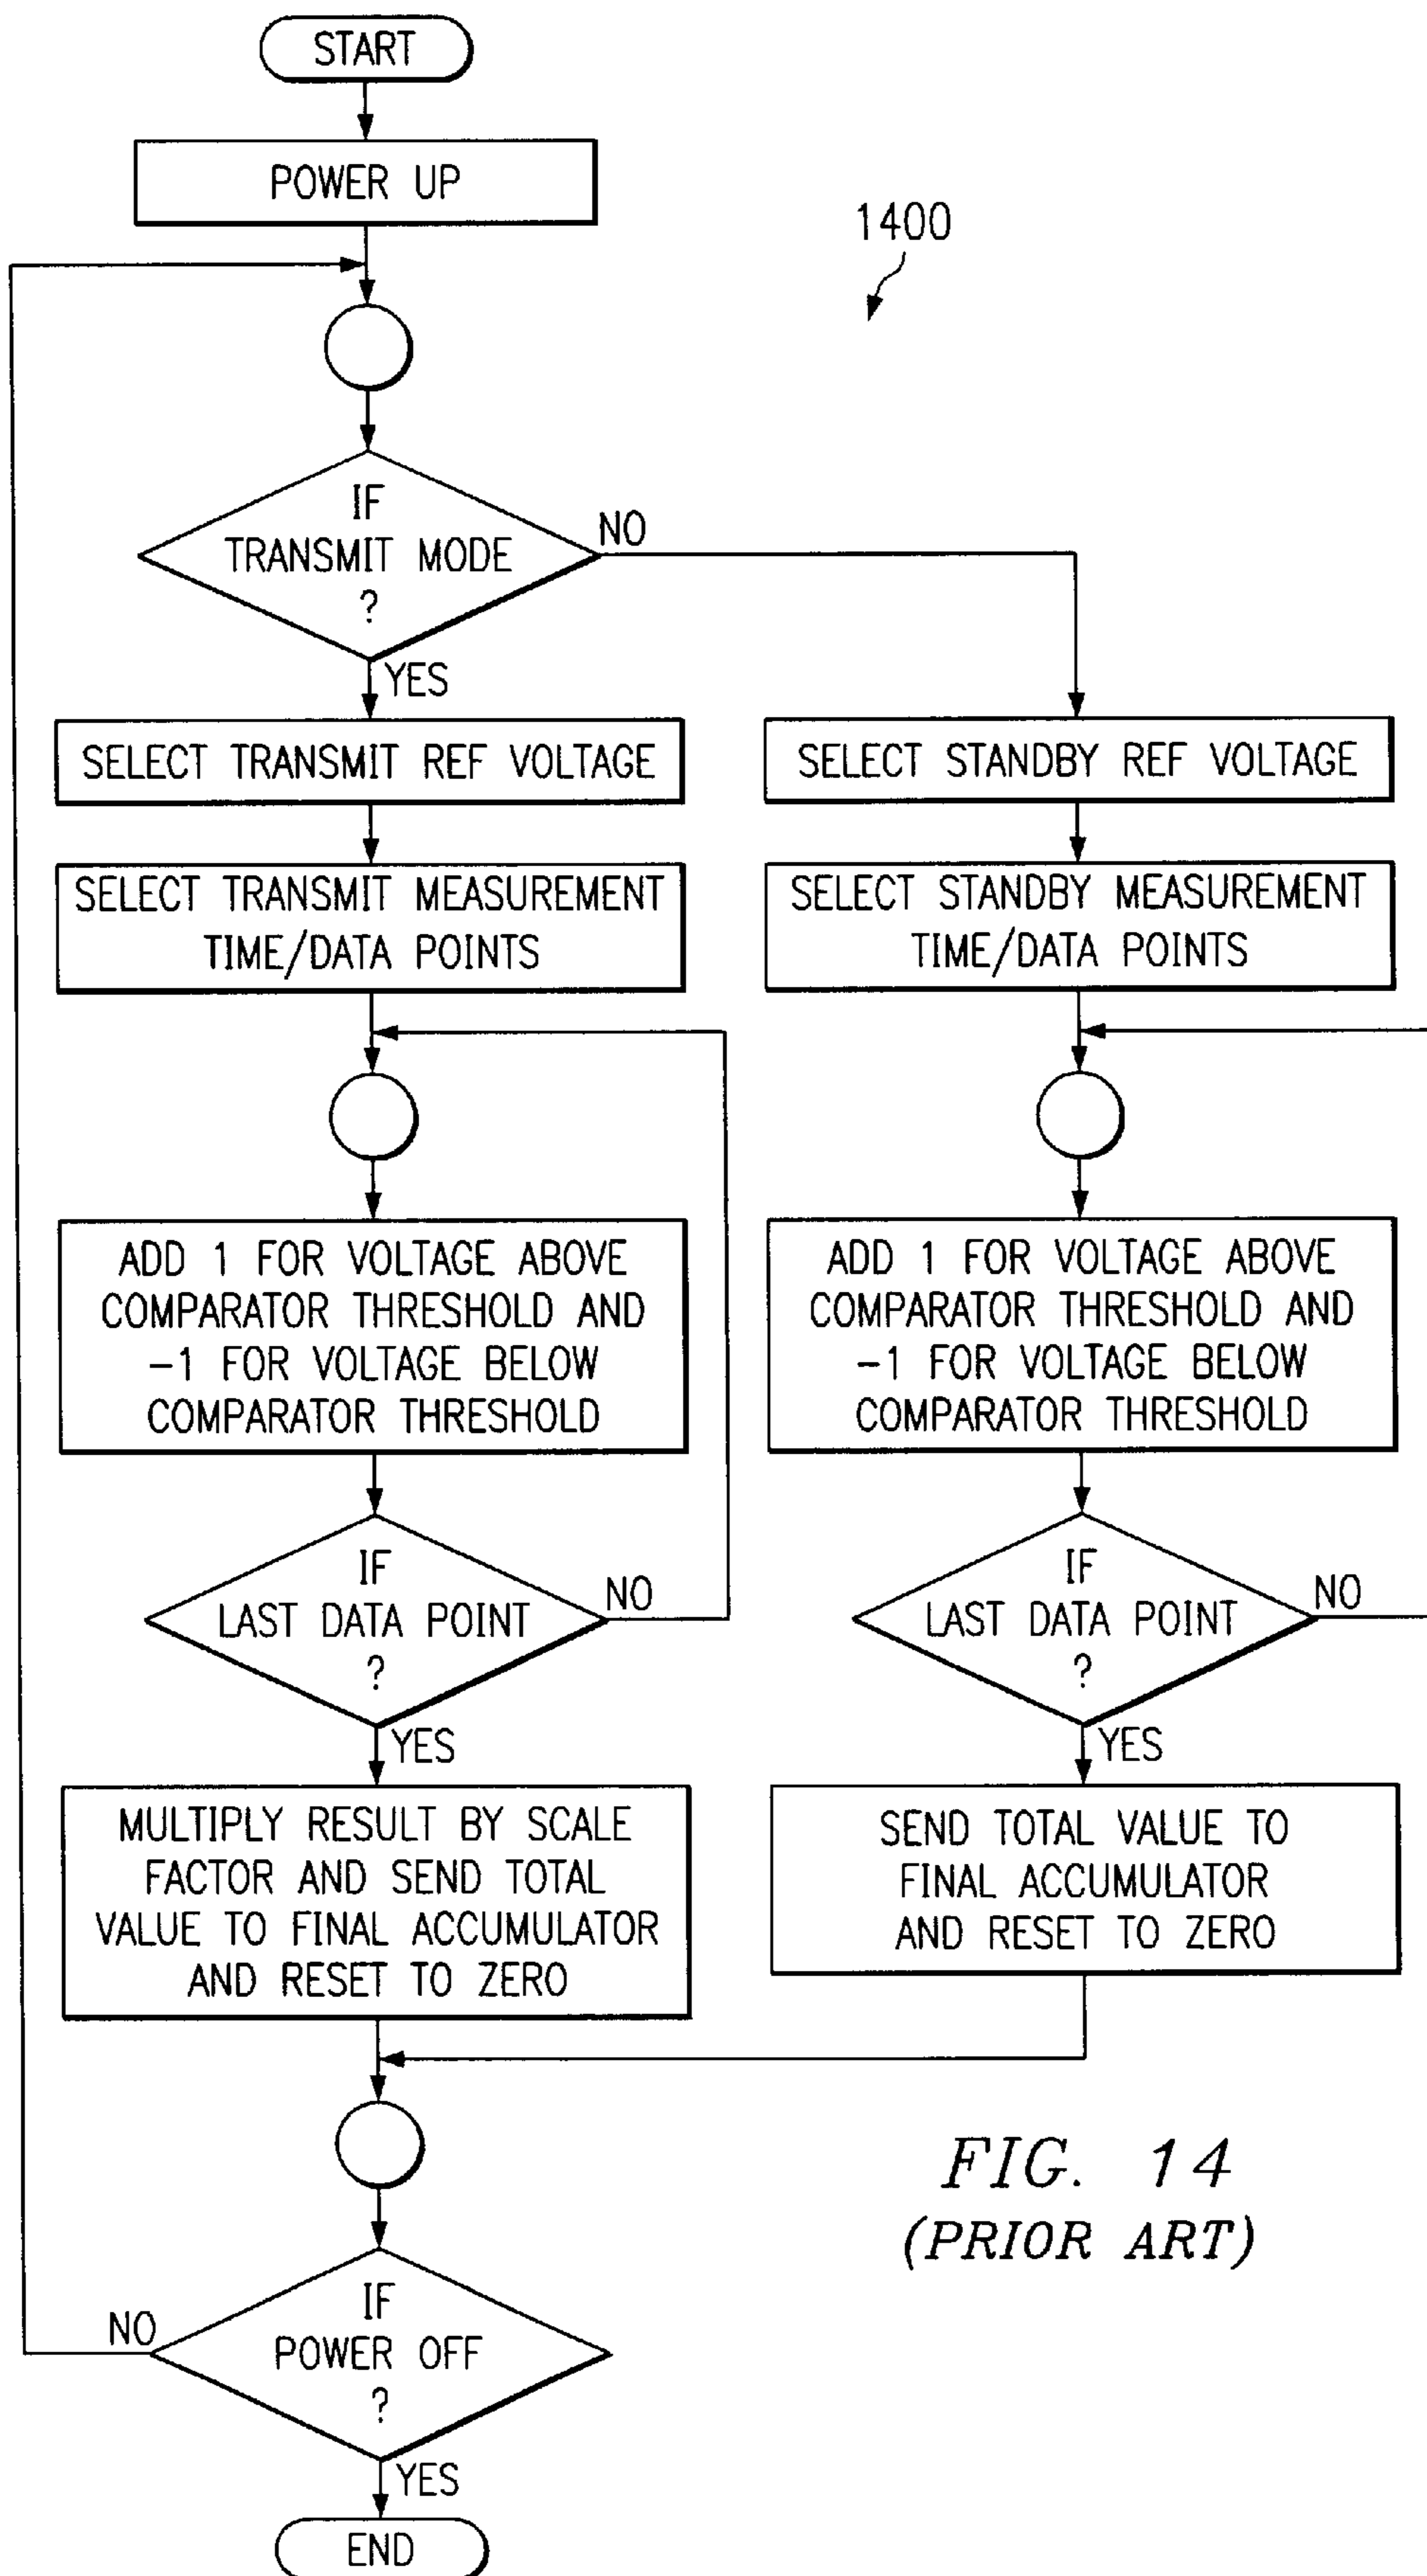 START
POWER UP
1400
IF
TRANSMIT MODE
?
NO
YES
SELECT TRANSMIT REF VOLTAGE
SELECT STANDBY REF VOLTAGE
SELECT TRANSMIT MEASUREMENT
TIME/DATA POINTS
SELECT STANDBY MEASUREMENT
TIME/DATA POINTS
ADD 1 FOR VOLTAGE ABOVE
COMPARATOR THRESHOLD AND
-1 FOR VOLTAGE BELOW
COMPARATOR THRESHOLD
ADD 1 FOR VOLTAGE ABOVE
COMPARATOR THRESHOLD AND
-1 FOR VOLTAGE BELOW
COMPARATOR THRESHOLD
IF
LAST DATA POINT
?
NO
YES
IF
LAST DATA POINT
?
NO
YES
MULTIPLY RESULT BY SCALE
FACTOR AND SEND TOTAL
VALUE TO FINAL ACCUMULATOR
AND RESET TO ZERO
SEND TOTAL VALUE TO
FINAL ACCUMULATOR
AND RESET TO ZERO
FIG. 14
(PRIOR ART)
IF
POWER OFF
?
NO
YES
END